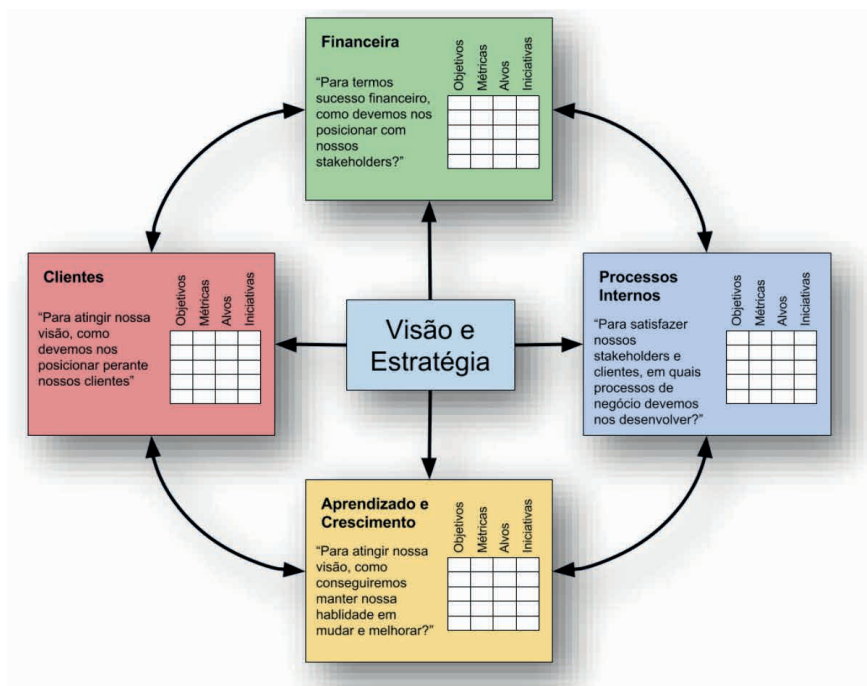 Financeira
Objetivos
Métricas
Alvos
Iniciativas
“Para termos
sucesso financeiro,
como devemos nos
posicionar com
nossos
stakeholders?”
Clientes
Objetivos
Métricas
Alvos
Iniciativas
“Para atingir nossa
visão, como
devemos nos
posicionar perante
nossos clientes”
Visão e
Estratégia
Processos
Internos
Objetivos
Métricas
Alvos
Iniciativas
“Para satisfazer
nossos
stakeholders e
clientes, em quais
processos de
negócio devemos
nos desenvolver?”
Aprendizado e
Crescimento
Objetivos
Métricas
Alvos
Iniciativas
“Para atingir nossa
visão, como
conseguiremos
manter nossa
hablidade em
mudar e melhorar?”